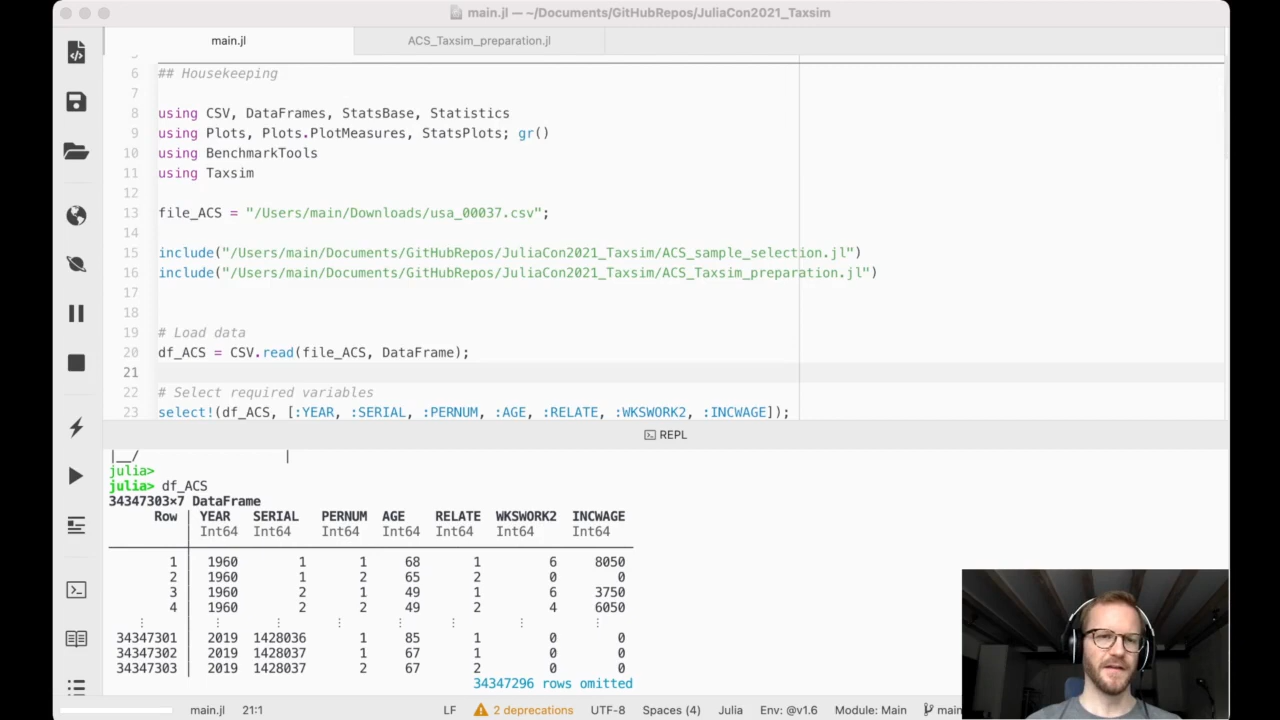 main.jl — ~/Documents/GitHubRepos/JuliaCon2021_Taxsim
main.jl
ACS_Taxsim_preparation.jl
6 ## Housekeeping
7
8 using CSV, DataFrames, StatsBase, Statistics
9 using Plots, Plots.PlotMeasures, StatsPlots; gr()
10 using BenchmarkTools
11 using Taxsim
12
13 file_ACS = "/Users/main/Downloads/usa_00037.csv";
14
15 include("/Users/main/Documents/GitHubRepos/JuliaCon2021_Taxsim/ACS_sample_selection.jl")
16 include("/Users/main/Documents/GitHubRepos/JuliaCon2021_Taxsim/ACS_Taxsim_preparation.jl")
17
18
19 # Load data
20 df_ACS = CSV.read(file_ACS, DataFrame);
21
22 # Select required variables
23 select!(df_ACS, [:YEAR, :SERIAL, :PERNUM, :AGE, :RELATE, :WKSWORK2, :INCWAGE]);
REPL
|__/ |
julia>
julia> df_ACS
34347303×7 DataFrame
Row │ YEAR SERIAL PERNUM AGE RELATE WKSWORK2 INCWAGE
│ Int64 Int64 Int64 Int64 Int64 Int64 Int64
1 │ 1960 1 1 68 1 6 8050
2 │ 1960 1 2 65 2 0 0
3 │ 1960 2 1 49 1 6 3750
4 │ 1960 2 2 49 2 4 6050
⋮ │ ⋮ ⋮ ⋮ ⋮ ⋮ ⋮ ⋮
34347301 │ 2019 1428036 1 85 1 0 0
34347302 │ 2019 1428037 1 67 1 0 0
34347303 │ 2019 1428037 2 67 2 0 0
34347296 rows omitted
main.jl 21:1 LF 2 deprecations UTF-8 Spaces (4) Julia Env: @v1.6 Module: Main main